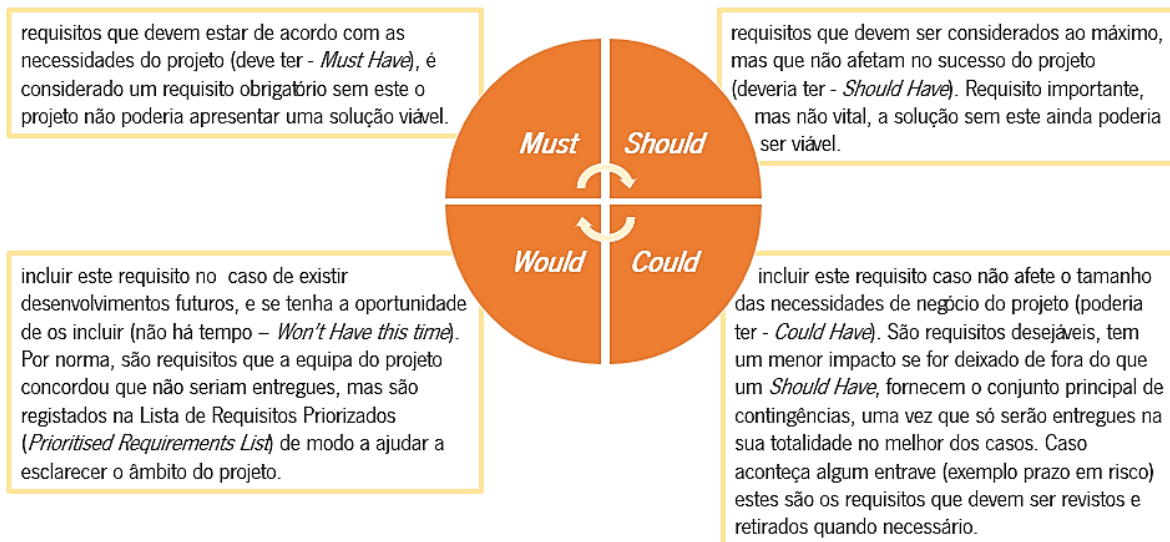 requisitos que devem estar de acordo com as
necessidades do projeto (deve ter - Must Have), é
considerado um requisito obrigatório sem este o
projeto não poderia apresentar uma solução viável.
requisitos que devem ser considerados ao máximo,
mas que não afetam no sucesso do projeto
(deveria ter - Should Have). Requisito importante,
mas não vital, a solução sem este ainda poderia
ser viável.
Must
Should
Would
Could
incluir este requisito no caso de existir
desenvolvimentos futuros, e se tenha a oportunidade
de os incluir (não há tempo – Won't Have this time).
Por norma, são requisitos que a equipa do projeto
concordou que não seriam entregues, mas são
registados na Lista de Requisitos Priorizados
(Prioritised Requirements List) de modo a ajudar a
esclarecer o âmbito do projeto.
incluir este requisito caso não afete o tamanho
das necessidades de negócio do projeto (poderia
ter - Could Have). São requisitos desejáveis, tem
um menor impacto se for deixado de fora do que
um Should Have, fornecem o conjunto principal de
contingências, uma vez que só serão entregues na
sua totalidade no melhor dos casos. Caso
aconteça algum entrave (exemplo prazo em risco)
estes são os requisitos que devem ser revistos e
retirados quando necessário.